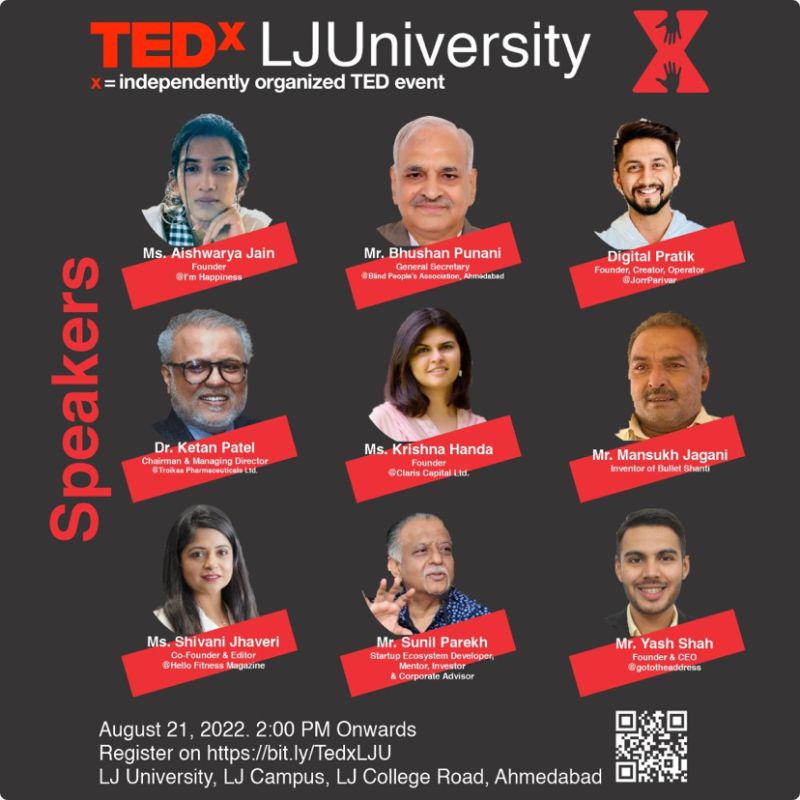 TEDx LJUniversity
x = independently organized TED event
X
Speakers
Ms. Aishwarya Jain
Founder
@I'm Happiness
Mr. Bhushan Punani
General Secretary
@Blind People's Association, Ahmedabad
Digital Pratik
Founder, Creator, Operator
@JorrParivar
Dr. Ketan Patel
Chairman & Managing Director
@Troikaa Pharmaceuticals Ltd.
Ms. Krishna Handa
Founder
@Claris Capital Ltd.
Mr. Mansukh Jagani
Inventor of Bullet Shanti
Ms. Shivani Jhaveri
Co-Founder & Editor
@Hello Fitness Magazine
Mr. Sunil Parekh
Startup Ecosystem Developer,
Mentor, Investor
& Corporate Advisor
Mr. Yash Shah
Founder & CEO
@gototheaddress
August 21, 2022. 2:00 PM Onwards
Register on https://bit.ly/TedxLJU
LJ University, LJ Campus, LJ College Road, Ahmedabad